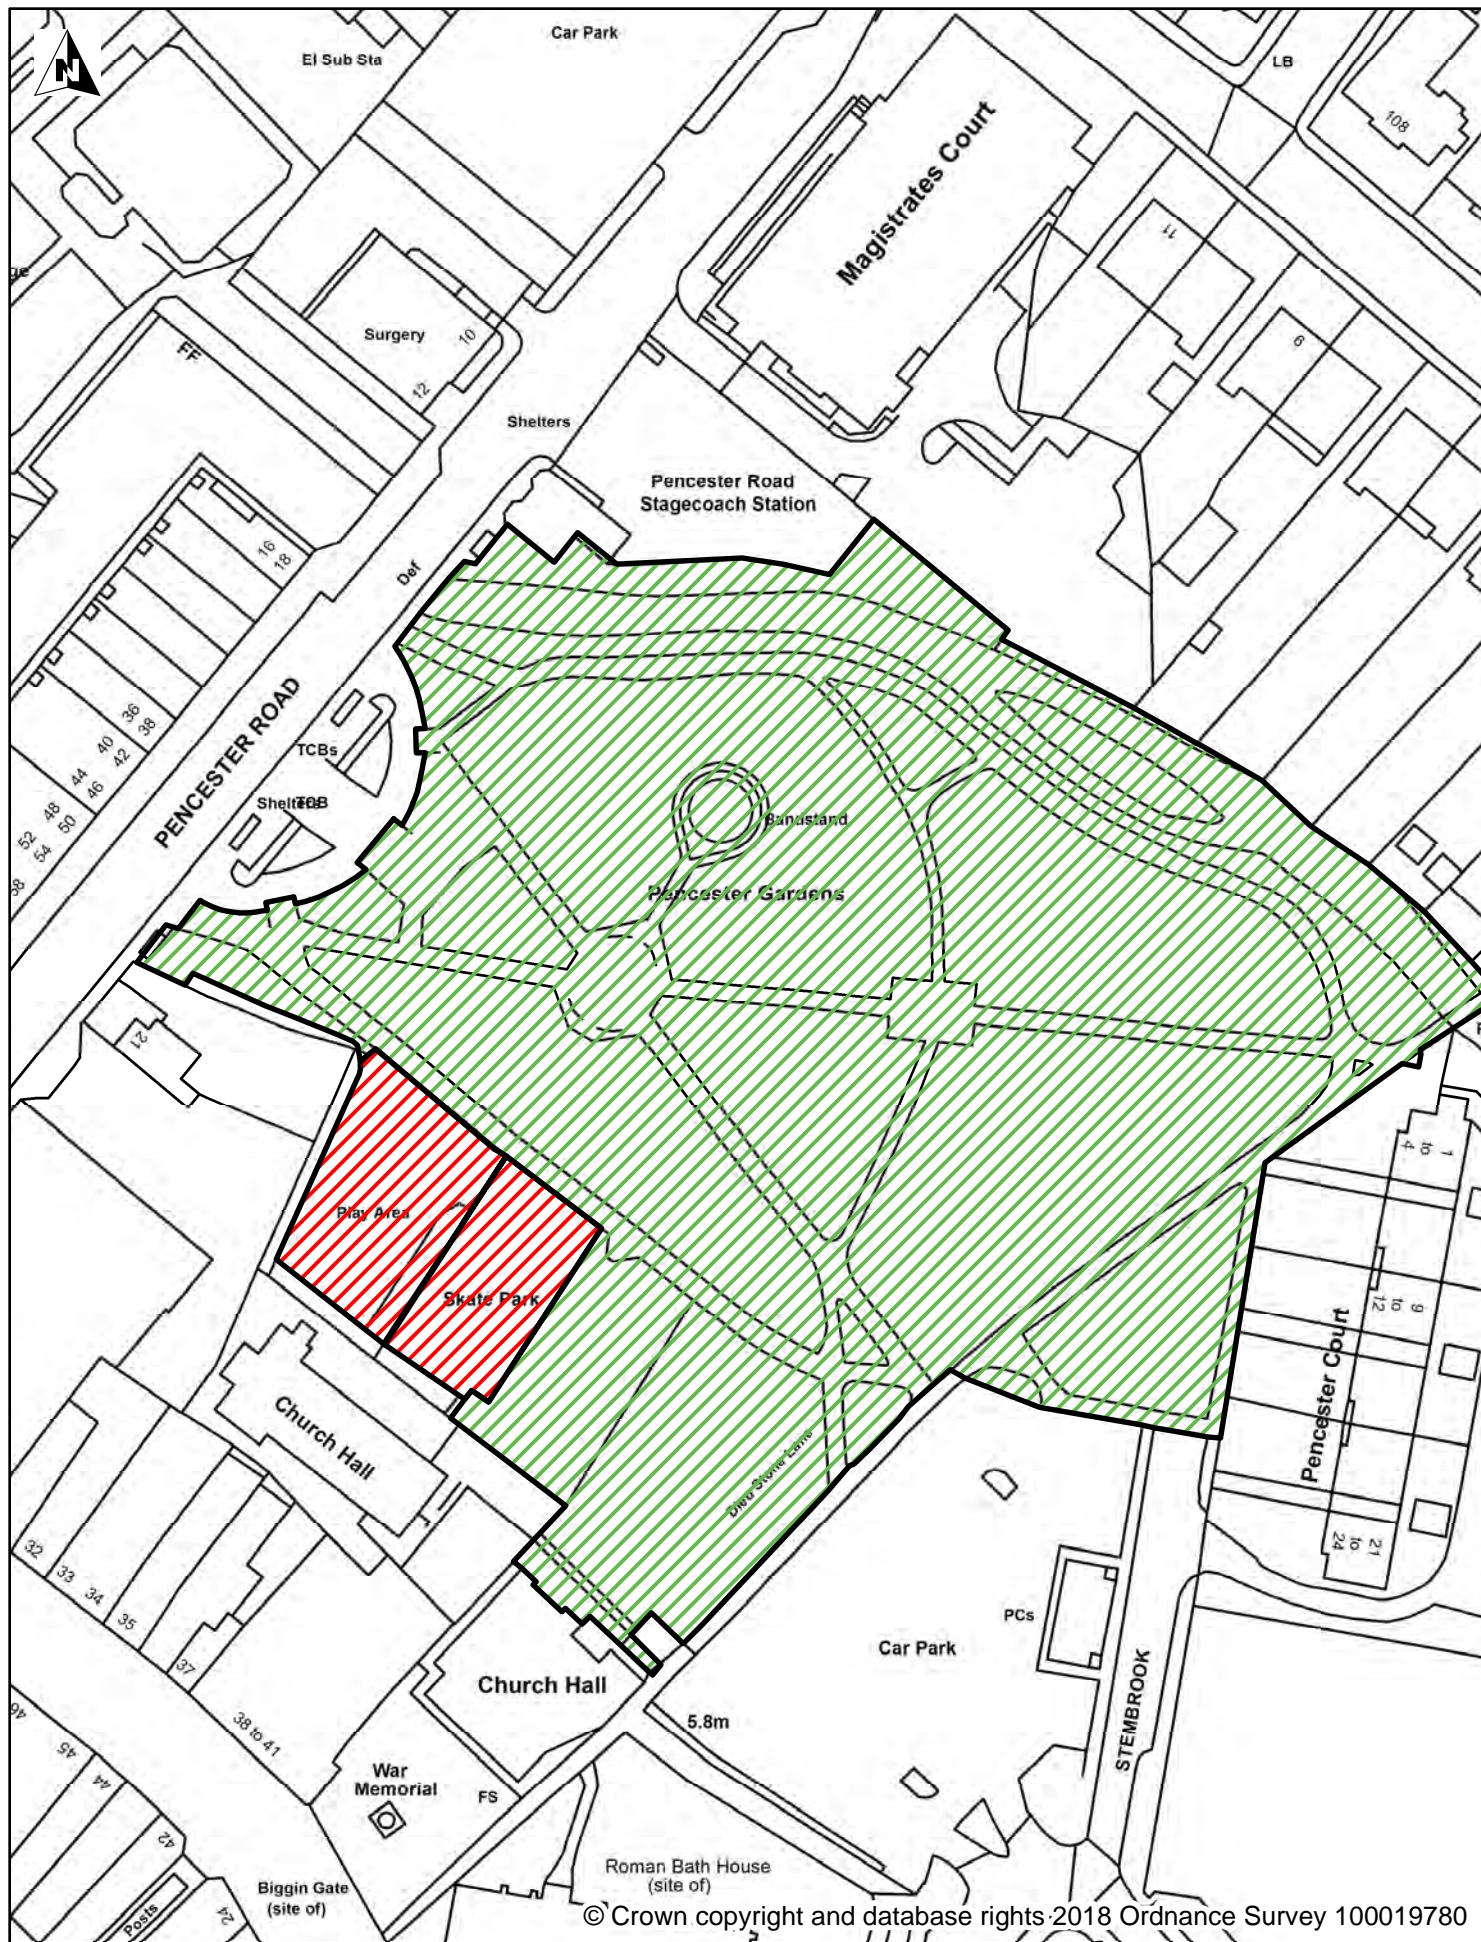 N
El Sub Sta
Car Park
LB
108
Magistrates Court
11
9
Surgery
10
12
FF
Shelters
Pencester Road
Stagecoach Station
16
18
Def
PENCESTER ROAD
36
38
40
42
44
46
48
50
52
54
58
TCBs
Shelters
TCB
Bandstand
Pencester Gardens
21
Play Area
Skate Park
Church Hall
1
to
4
9
to
12
Pencester Court
21
to
24
Dieu Stone Lane
32
33
34
35
37
38 to 41
Church Hall
Car Park
PCs
STEMBROOK
5.8m
War
Memorial
FS
46
45
44
42
24
Posts
Biggin Gate
(site of)
Roman Bath House
(site of)
© Crown copyright and database rights 2018 Ordnance Survey 100019780